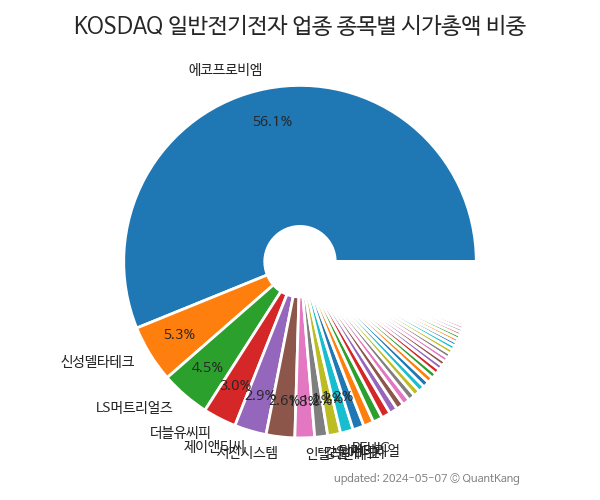 KOSDAQ 일반전기전자 업종 종목별 시가총액 비중
에코프로비엠
56.1%
5.3%
신성델타테크
4.5%
LS머트리얼즈
3.0%
더블유씨피
2.9%
제이앤티씨
2.6%
서진시스템
updated: 2024-05-07 © QuantKang